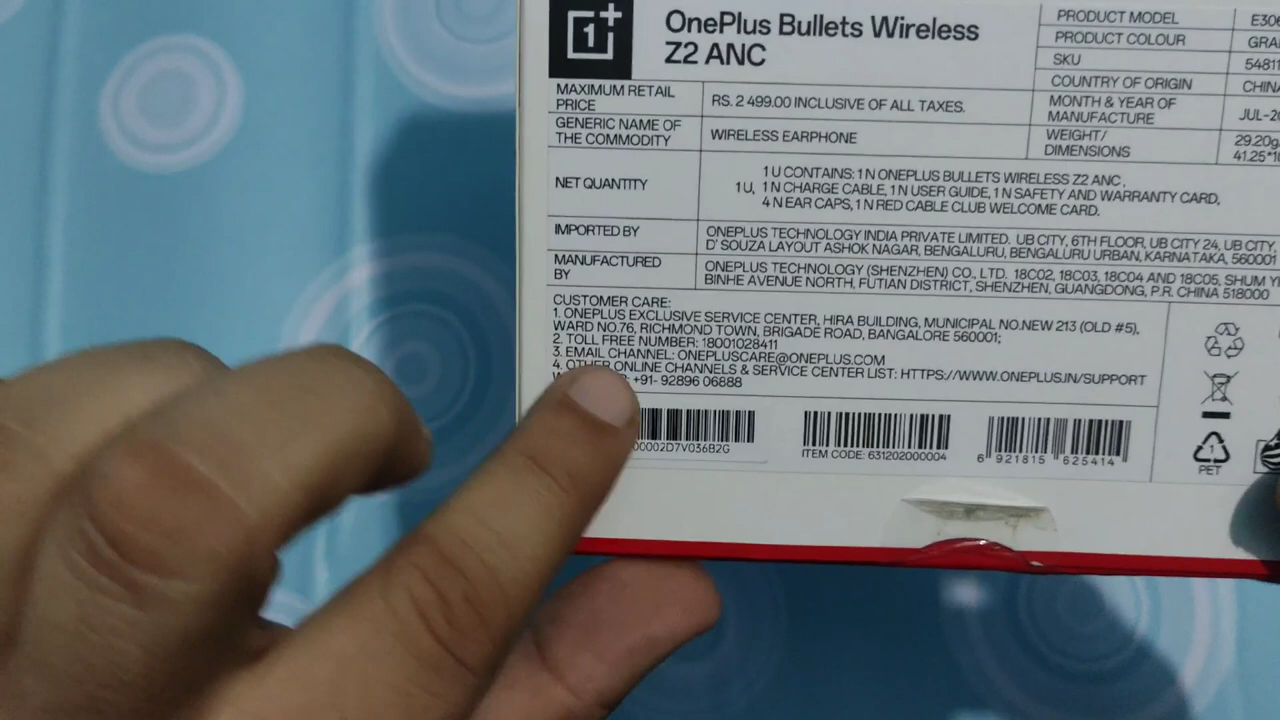 1+
OnePlus Bullets Wireless
Z2 ANC
PRODUCT MODEL
PRODUCT COLOUR
SKU
COUNTRY OF ORIGIN CHINA
MAXIMUM RETAIL
PRICE
RS. 2 499.00 INCLUSIVE OF ALL TAXES.
MONTH & YEAR OF
MANUFACTURE
GENERIC NAME OF
THE COMMODITY
WIRELESS EARPHONE
WEIGHT/
DIMENSIONS
29.20g
NET QUANTITY
1 U CONTAINS: 1 N ONEPLUS BULLETS WIRELESS Z2 ANC,
1 U, 1 N CHARGE CABLE, 1 N USER GUIDE, 1 N SAFETY AND WARRANTY CARD,
4 N EAR CAPS, 1 N RED CABLE CLUB WELCOME CARD.
IMPORTED BY
ONEPLUS TECHNOLOGY INDIA PRIVATE LIMITED. UB CITY, 6TH FLOOR, UB CITY 24, UB CITY,
D' SOUZA LAYOUT ASHOK NAGAR, BENGALURU, BENGALURU URBAN, KARNATAKA, 560001
MANUFACTURED
BY
ONEPLUS TECHNOLOGY (SHENZHEN) CO., LTD. 18C02, 18C03, 18C04 AND 18C05, SHUM
BINHE AVENUE NORTH, FUTIAN DISTRICT, SHENZHEN, GUANGDONG, P.R. CHINA 518000
CUSTOMER CARE:
1. ONEPLUS EXCLUSIVE SERVICE CENTER, HIRA BUILDING, MUNICIPAL NO.NEW 213 (OLD #5),
WARD NO.76, RICHMOND TOWN, BRIGADE ROAD, BANGALORE 560001;
2. TOLL FREE NUMBER: 18001028411
3. EMAIL CHANNEL: ONEPLUSCARE@ONEPLUS.COM
4. OTHER ONLINE CHANNELS & SERVICE CENTER LIST: HTTPS://WWW.ONEPLUS.IN/SUPPORT
+91- 92896 06888
00002D7V036B2G
ITEM CODE: 631202000004
6 921815 625414
1
PET